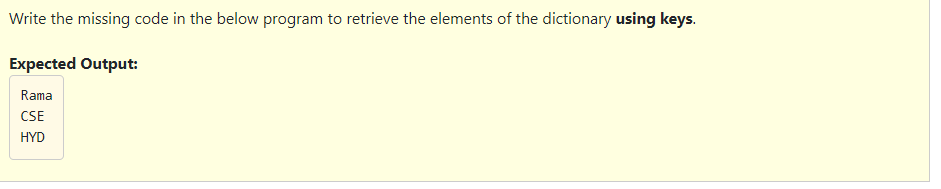 Write the missing code in the below program to retrieve the elements of the dictionary using keys.
Expected Output:
Rama
CSE
HYD